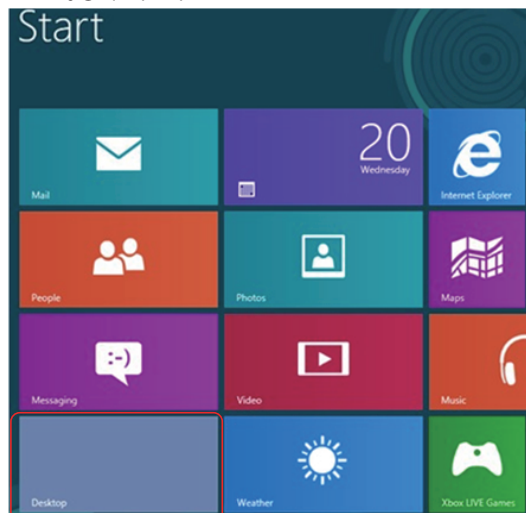 Start
20
Wednesday
Mail
Internet Explorer
People
Photos
Maps
:-)
Messaging
Video
Music
Desktop
Weather
Xbox LIVE Games